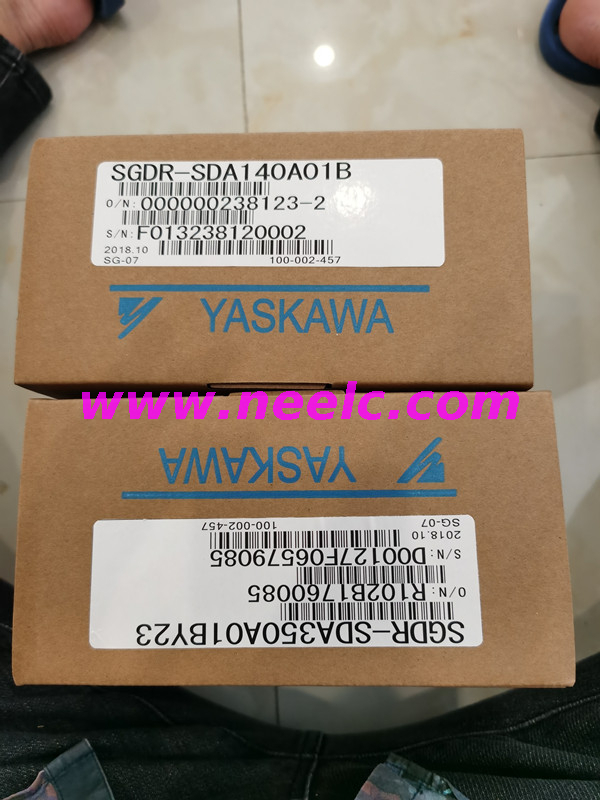 SGDR-SDA140A01B
O/N: 000000238123-2
S/N: F013238120002
2018.10
SG-07 100-002-457
YASKAWA
www.neelc.com
YASKAWA
SGDR-SDA350A01BY23
O/N: R102B1760085
S/N: D00127F06579085
2018.10
SG-07 100-002-457